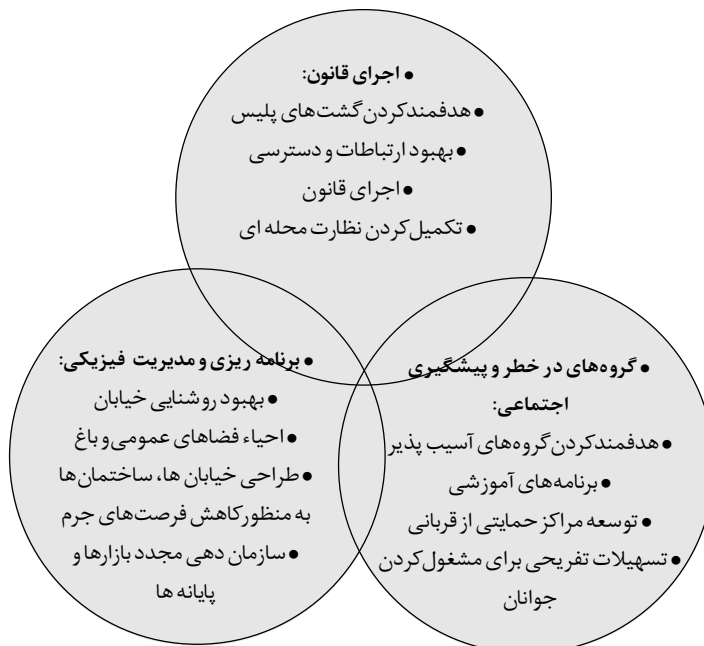 • اجرای قانون:
• هدفمندکردن گشت‌های پلیس
• بهبود ارتباطات و دسترسی
• اجرای قانون
• تکمیل‌کردن نظارت محله ای
• گروه‌های در خطر و پیشگیری
اجتماعی:
• هدفمندکردن گروه‌های آسیب پذیر
• برنامه‌های آموزشی
• توسعه مراکز حمایتی از قربانی
• تسهیلات تفریحی برای مشغول‌کردن
جوانان
• برنامه ریزی و مدیریت فیزیکی:
• بهبود روشنایی خیابان
• احیاء فضاهای عمومی و باغ
• طراحی خیابان ها، ساختمان‌ها
به منظور کاهش فرصت‌های جرم
• سازمان دهی مجدد بازارها و
پایانه ها